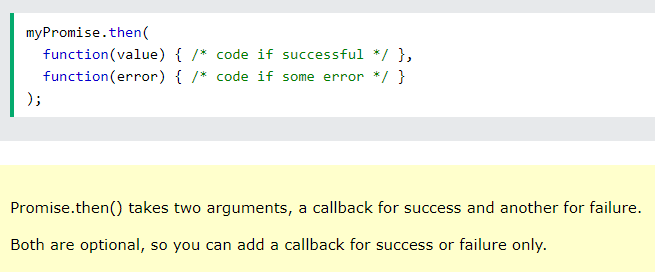 myPromise.then(
  function(value) { /* code if successful */ },
  function(error) { /* code if some error */ }
);
Promise.then() takes two arguments, a callback for success and another for failure.
Both are optional, so you can add a callback for success or failure only.